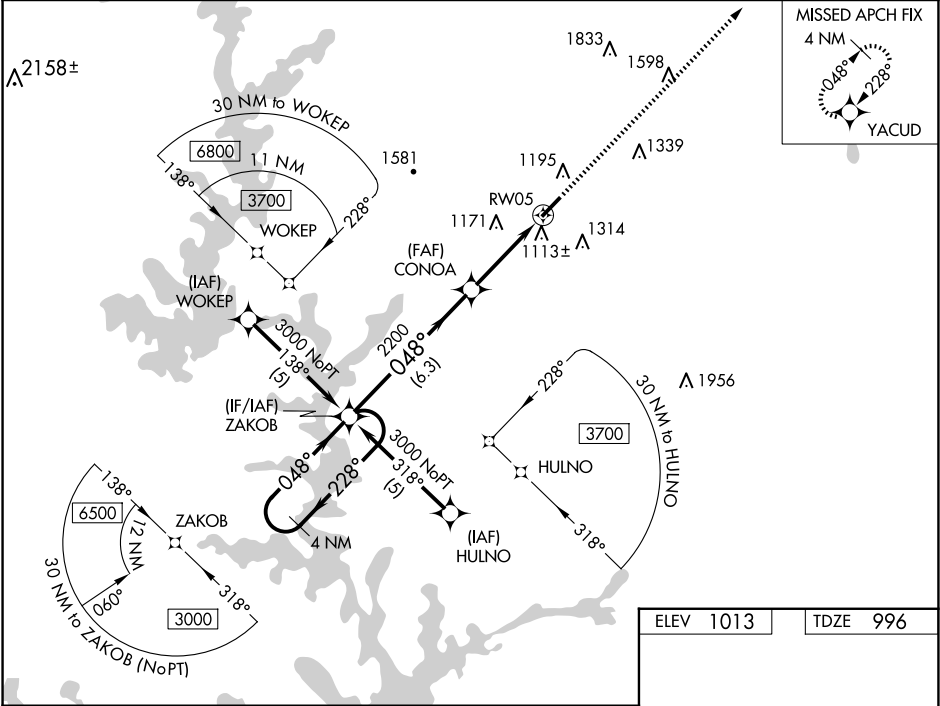 MISSED APCH FIX
4 NM
048°
228°
YACUD
2158±
1833
1598
30 NM to WOKEP
6800
11 NM
138°
3700
228°
WOKEP
1581
1195
1339
RW05
1171
1113±
1314
(FAF)
CONOA
(IAF)
WOKEP
3000 NoPT
138°
(5)
2200
048°
(6.3)
(IF/IAF)
ZAKOB
048°
228°
4 NM
3000 NoPT
318°
(5)
(IAF)
HULNO
228°
1956
30 NM to HULNO
3700
HULNO
318°
138°
6500
12 NM
ZAKOB
060°
318°
3000
30 NM to ZAKOB (NoPT)
ELEV 1013
TDZE 996